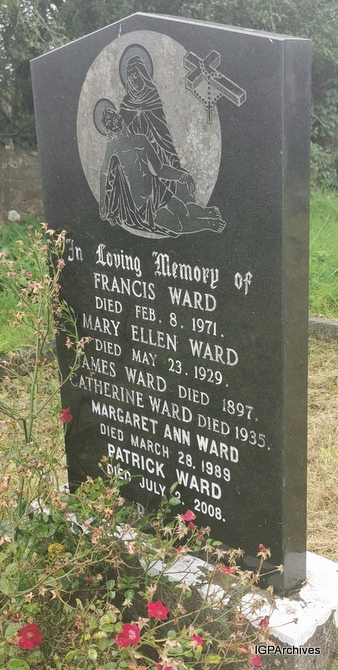 In Loving Memory of
FRANCIS WARD
DIED FEB. 8. 1971.
MARY ELLEN WARD
DIED MAY 23. 1929.
AMES WARD DIED 1897.
CATHERINE WARD DIED 1935.
MARGARET ANN WARD
DIED MARCH 28. 1989
PATRICK WARD
DIED JULY 2, 2008.
IGPArchives